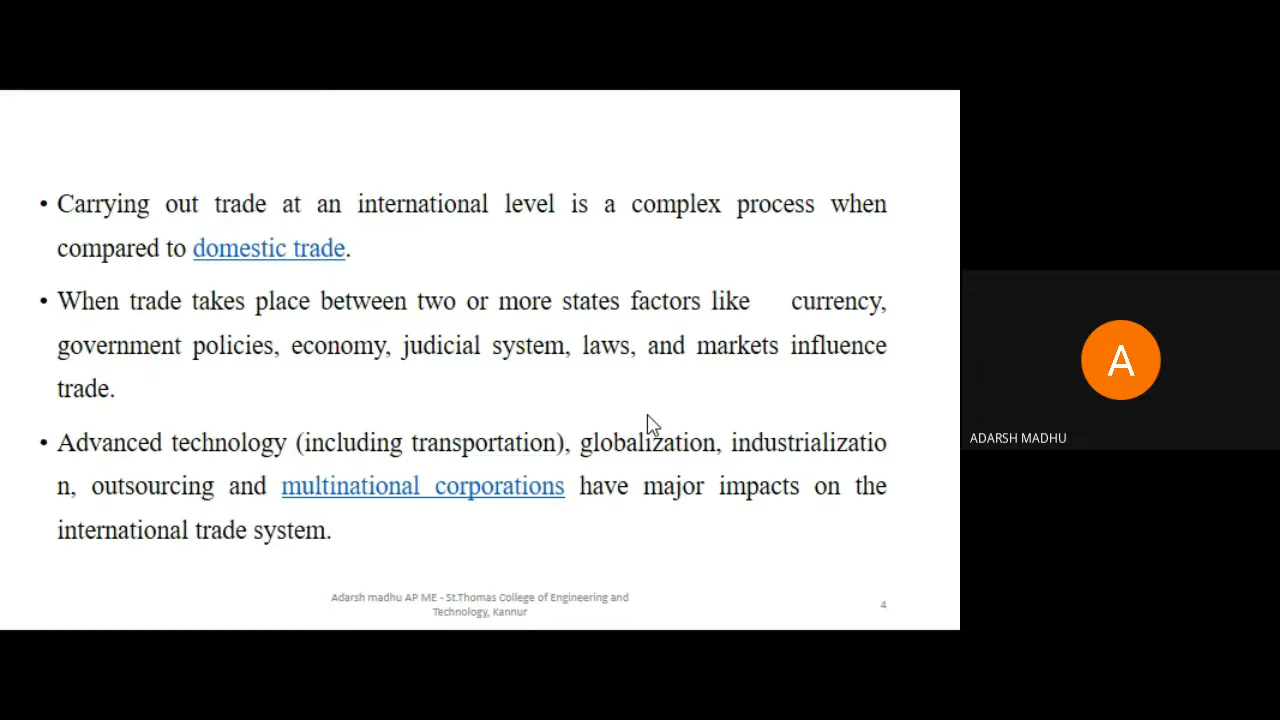 • Carrying out trade at an international level is a complex process when
compared to domestic trade.
• When trade takes place between two or more states factors like currency,
government policies, economy, judicial system, laws, and markets influence
trade.
• Advanced technology (including transportation), globalization, industrializatio
n, outsourcing and multinational corporations have major impacts on the
international trade system.
Adarsh madhu AP ME - St.Thomas College of Engineering and
Technology, Kannur
4
A
ADARSH MADHU